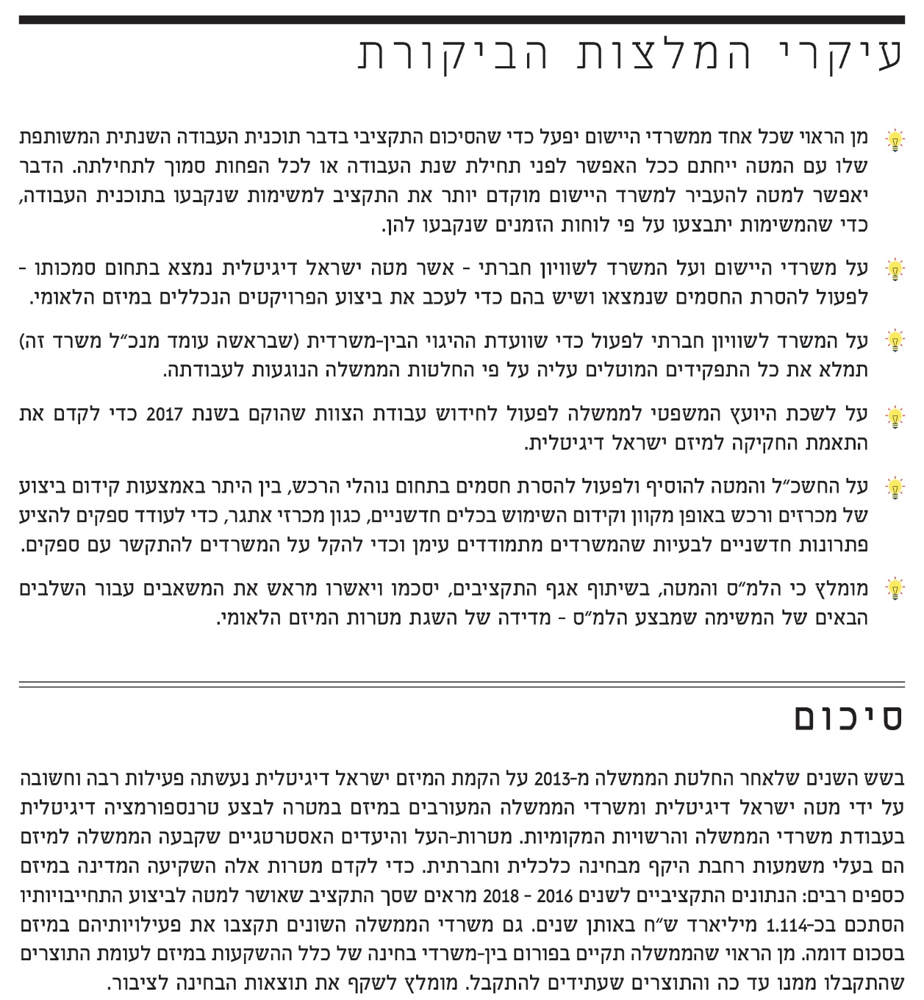 עיקרי המלצות הביקורת
מן הראוי שכל אחד ממשרדי היישום יפעל כדי שהסיכום התקציבי בדבר תוכנית העבודה השנתית המשותפת
שלו עם המטה ייחתם ככל האפשר לפני תחילת שנת העבודה או לכל הפחות סמוך לתחילתה. הדבר
יאפשר למטה להעביר למשרד היישום מוקדם יותר את התקציב למשימות שנקבעו בתוכנית העבודה,
כדי שהמשימות יתבצעו על פי לוחות הזמנים שנקבעו להן.
על משרדי היישום ועל המשרד לשוויון חברתי - אשר מטה ישראל דיגיטלית נמצא בתחום סמכותו -
לפעול להסרת החסמים שנמצאו ושיש בהם כדי לעכב את ביצוע הפרויקטים הנכללים במיזם הלאומי.
על המשרד לשוויון חברתי לפעול כדי שוועדת ההיגוי הבין-משרדית (שבראשה עומד מנכ"ל משרד זה)
תמלא את כל התפקידים המוטלים עליה על פי החלטות הממשלה הנוגעות לעבודתה.
על לשכת היועץ המשפטי לממשלה לפעול לחידוש עבודת הצוות שהוקם בשנת 2017 כדי לקדם את
התאמת החקיקה למיזם ישראל דיגיטלית.
על החשכ"ל והמטה להוסיף ולפעול להסרת חסמים בתחום נוהלי הרכש, בין היתר באמצעות קידום ביצוע
של מכרזים ורכש באופן מקוון וקידום השימוש בכלים חדשניים, כגון מכרזי אתגר, כדי לעודד ספקים להציע
פתרונות חדשניים לבעיות שהמשרדים מתמודדים עימן וכדי להקל על המשרדים להתקשר עם ספקים.
מומלץ כי הלמ"ס והמטה, בשיתוף אגף התקציבים, יסכמו ויאשרו מראש את המשאבים עבור השלבים
הבאים של המשימה שמבצע הלמ"ס - מדידה של השגת מטרות המיזם הלאומי.
סיכום
בשש השנים שלאחר החלטת הממשלה מ-2013 על הקמת המיזם ישראל דיגיטלית נעשתה פעילות רבה וחשובה
על ידי מטה ישראל דיגיטלית ומשרדי הממשלה המעורבים במיזם במטרה לבצע טרנספורמציה דיגיטלית
בעבודת משרדי הממשלה והרשויות המקומיות. מטרות-העל והיעדים האסטרטגיים שקבעה הממשלה למיזם
הם בעלי משמעות רחבת היקף מבחינה כלכלית וחברתית. כדי לקדם מטרות אלה השקיעה המדינה במיזם
כספים רבים: הנתונים התקציביים לשנים 2016 - 2018 מראים שסך התקציב שאושר למטה לביצוע התחייבויותיו
הסתכם בכ-1.114 מיליארד ש"ח באותן שנים. גם משרדי הממשלה השונים תקצבו את פעילויותיהם במיזם
בסכום דומה. מן הראוי שהממשלה תקיים בפורום בין-משרדי בחינה של כלל ההשקעות במיזם לעומת התוצרים
שהתקבלו ממנו עד כה והתוצרים שעתידים להתקבל. מומלץ לשקף את תוצאות הבחינה לציבור.